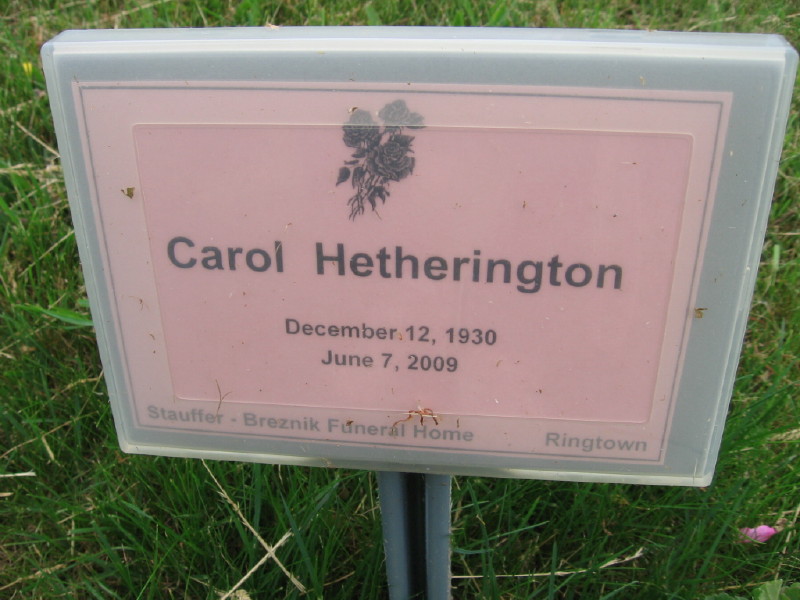 Carol Hetherington
December 12, 1930
June 7, 2009
Stauffer - Breznik Funeral Home Ringtown